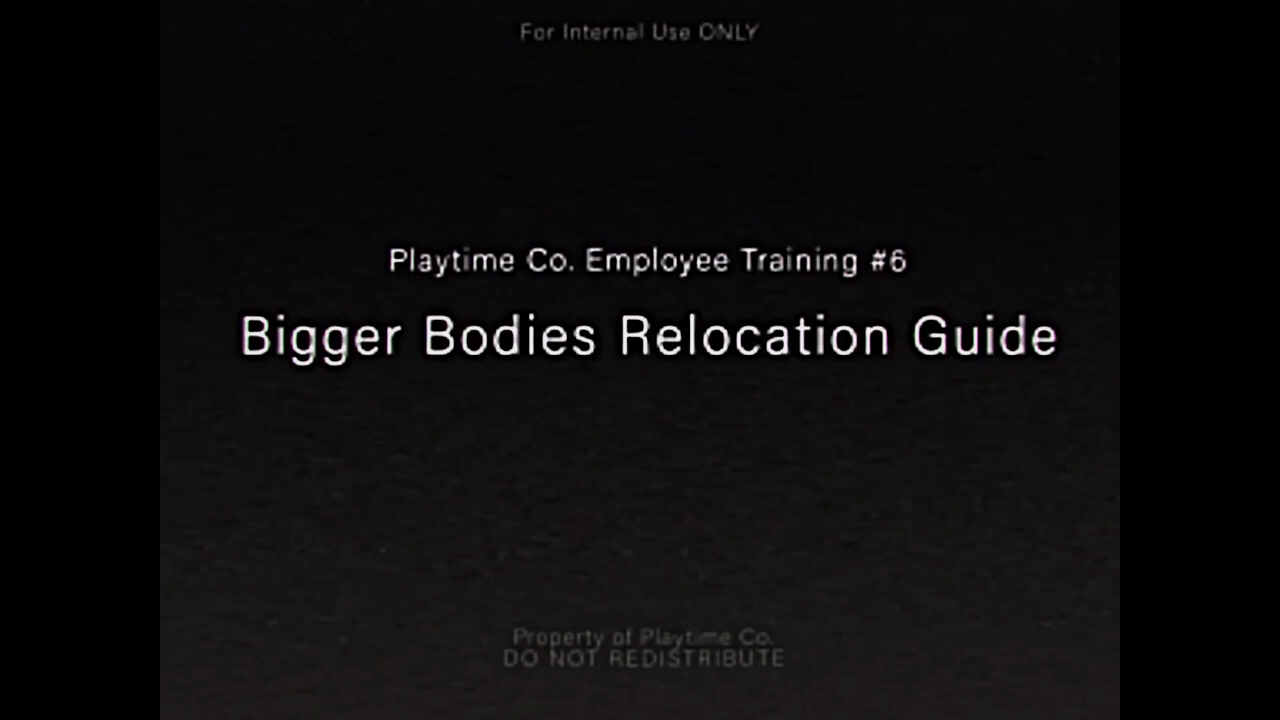 For Internal Use ONLY
Playtime Co. Employee Training #6
Bigger Bodies Relocation Guide
Property of Playtime Co.
DO NOT REDISTRIBUTE